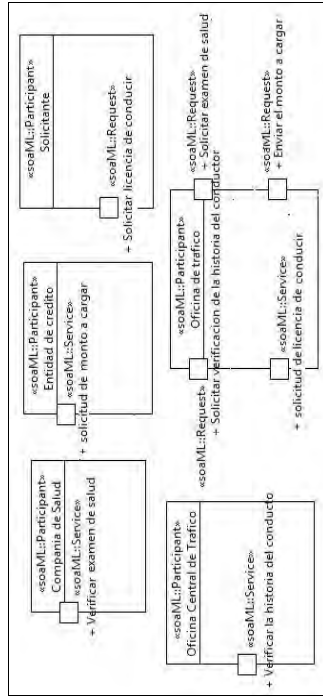 «soaML::Participant»
Compania de Salud
«soaML::Service»
+ Verificar examen de salud
«soaML::Participant»
Entidad de credito
«soaML::Service»
+ solicitud de monto a cargar
«soaML::Participant»
Solicitante
«soaML::Request»
+ Solicitar licencia de conducir
«soaML::Participant»
Oficina Central de Trafico
«soaML::Service»
+ Verificar la historia del conducto
«soaML::Participant»
Oficina de trafico
«soaML::Request»
+ Solicitar verificacion de la historia del conductor
«soaML::Service»
+ solicitud de licencia de conducir
«soaML::Request»
+ Solicitar examen de salud
«soaML::Request»
+ Enviar el monto a cargar